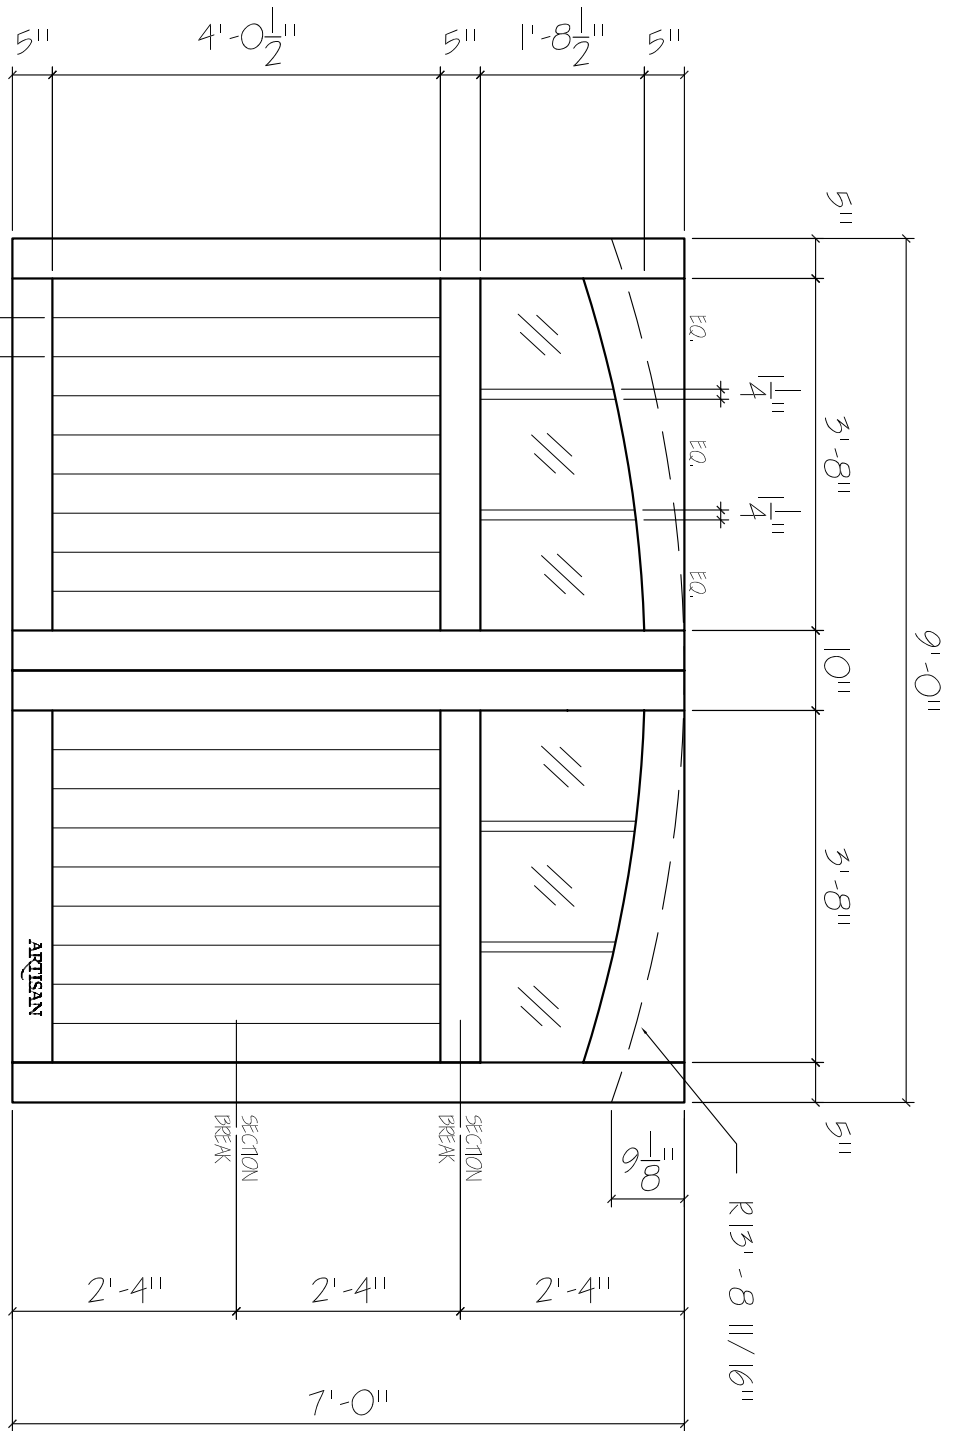 5"
4'-0 1/2"
5"
1'-8 1/2"
5"
5"
3'-8"
10"
3'-8"
5"
9'-0"
EQ.
1 1/4"
EQ.
1 1/4"
EQ.
ARTISAN
SECTION
BREAK
SECTION
BREAK
9 1/8"
R 13' - 8 11/16"
2'-4"
2'-4"
2'-4"
7'-0"